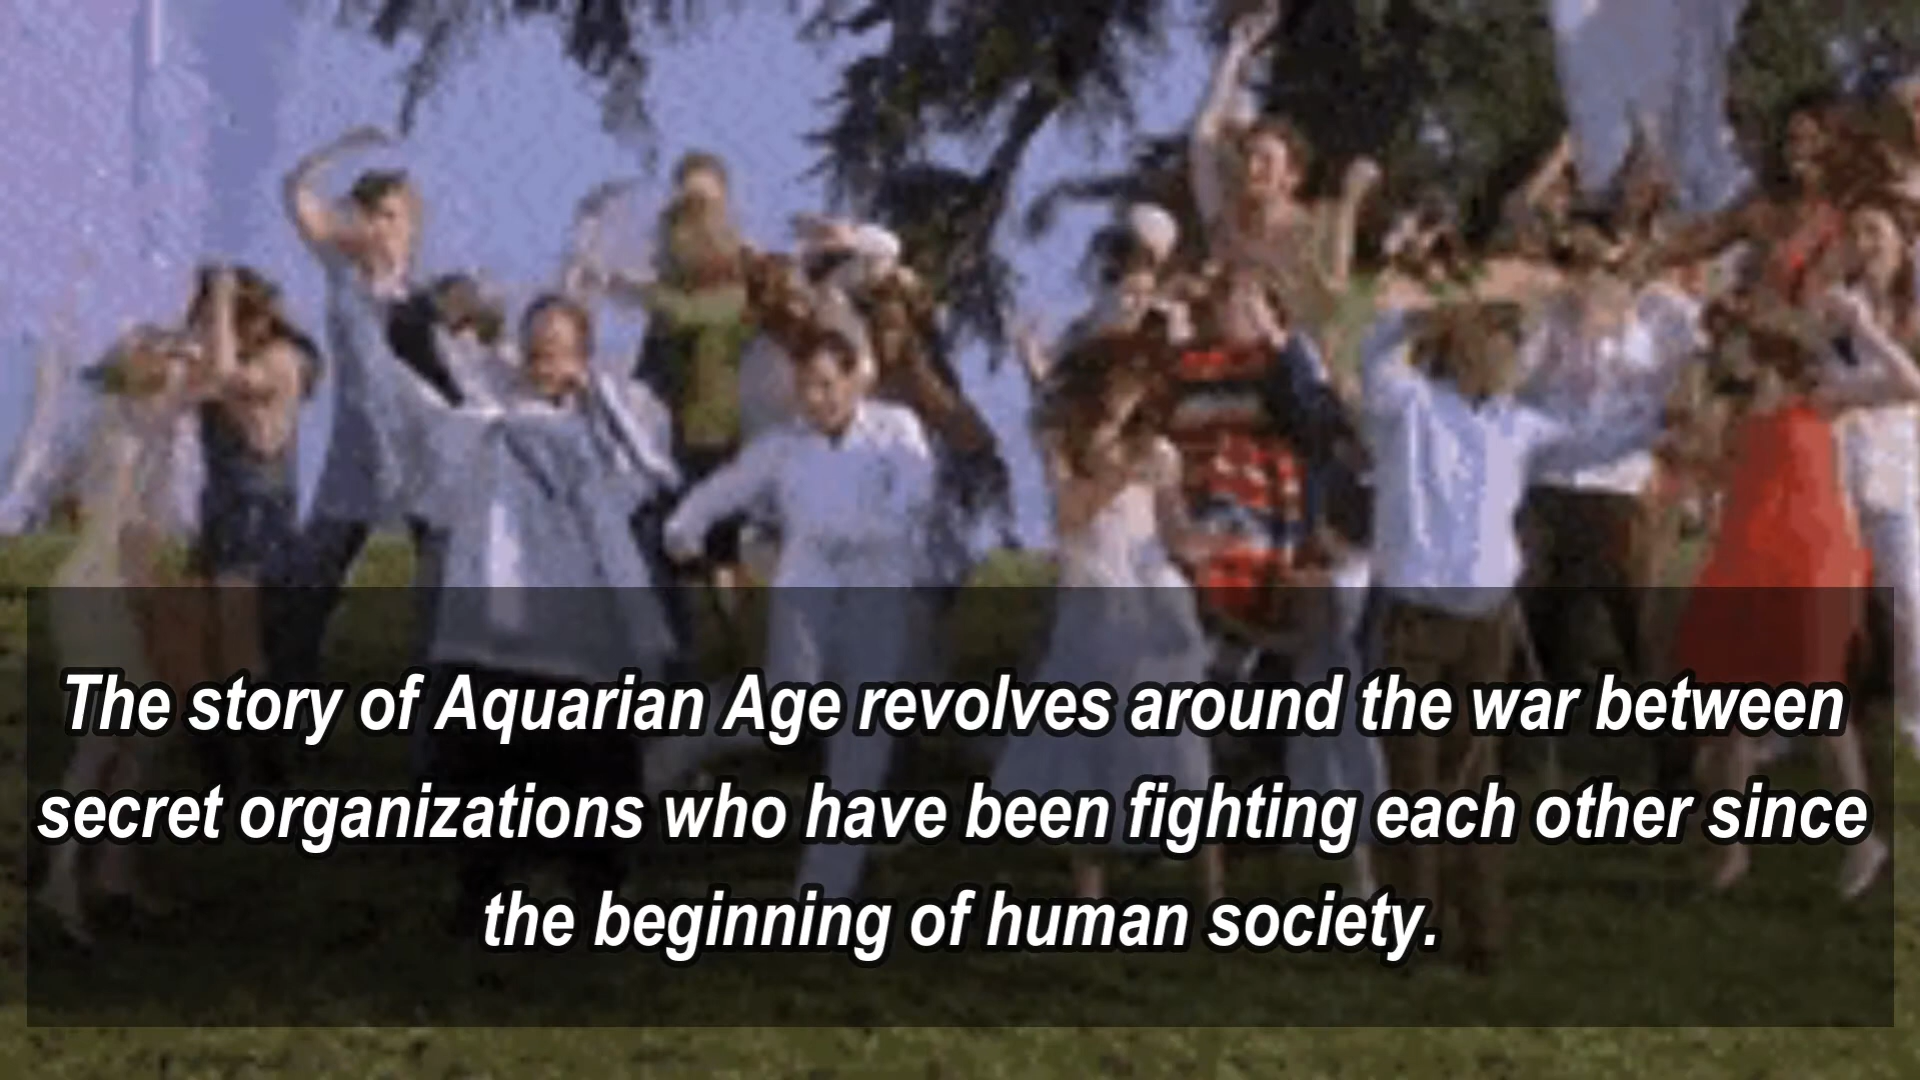 The story of Aquarian Age revolves around the war between
secret organizations who have been fighting each other since
the beginning of human society.